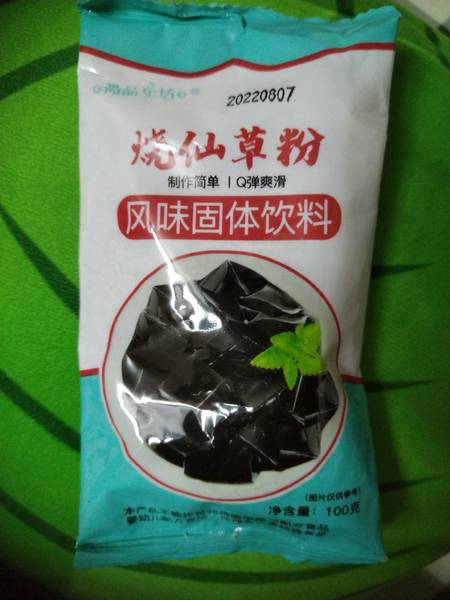 20220607
烧仙草粉
制作简单 | Q弹爽滑
风味固体饮料
(图片仅供参考)
净含量: 100克